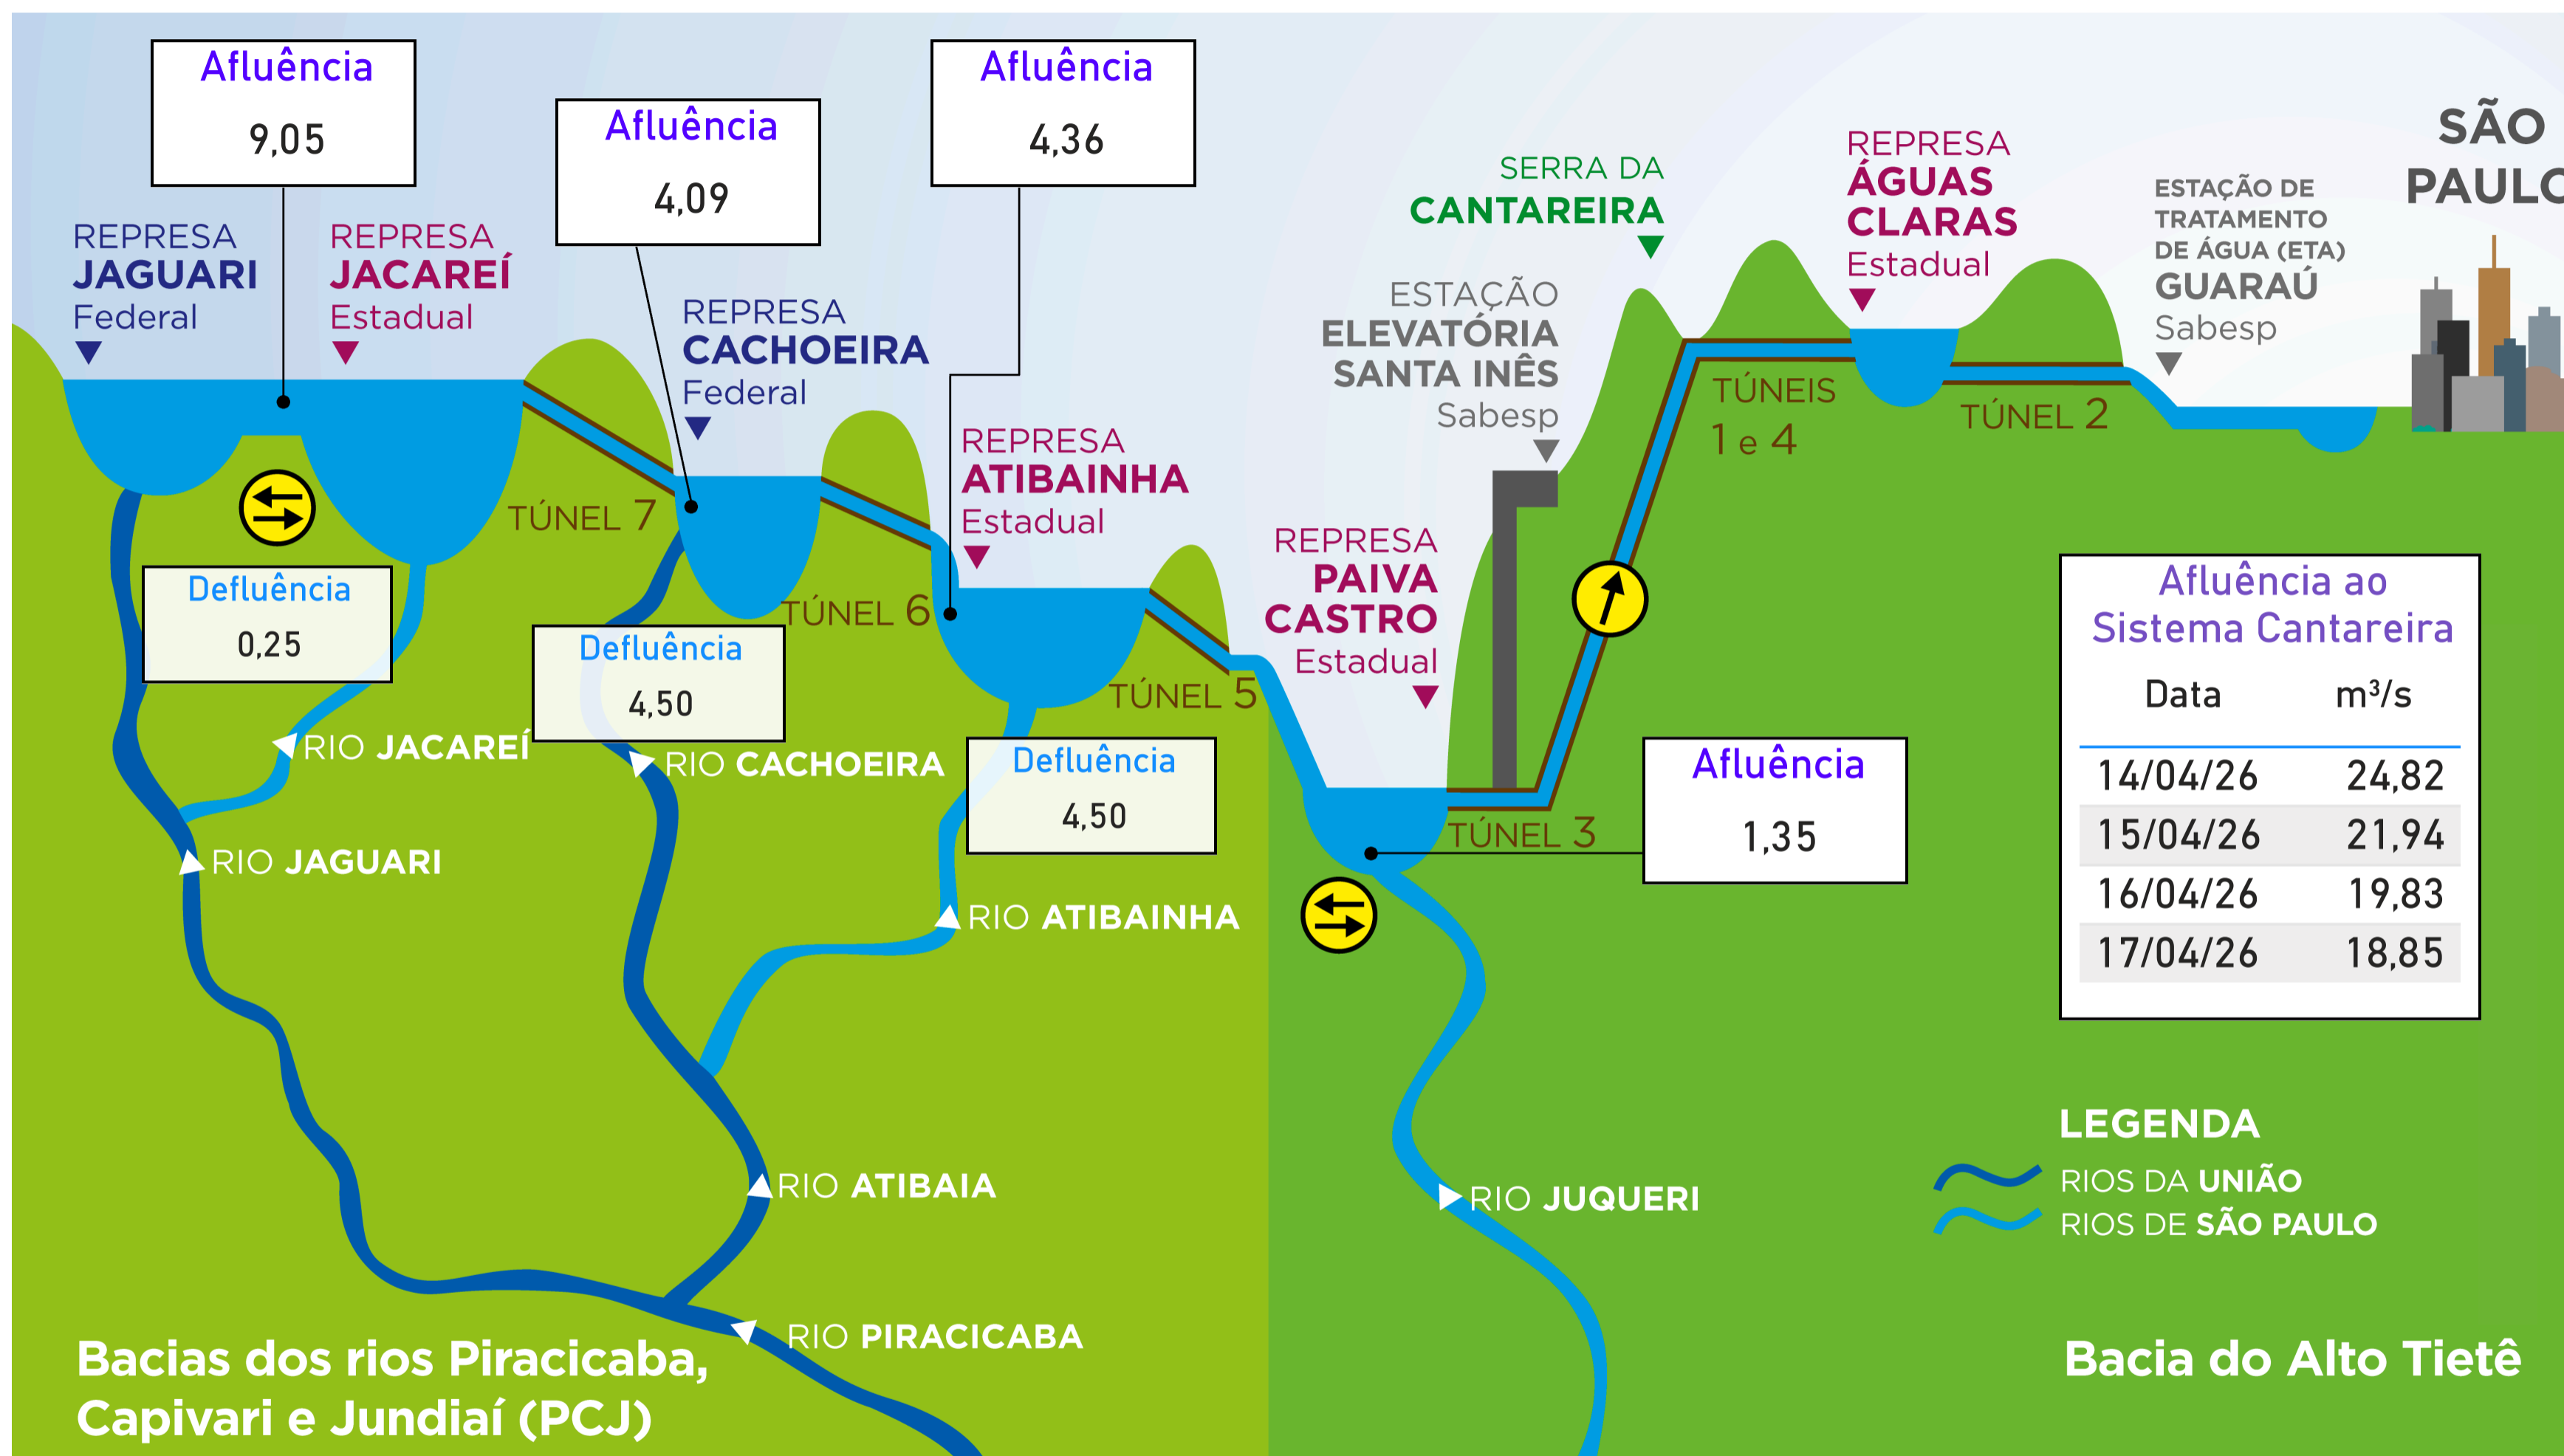 Afluência
9,05
Afluência
4,09
Afluência
4,36
REPRESA
JAGUARI
Federal
REPRESA
JACAREÍ
Estadual
REPRESA
CACHOEIRA
Federal
REPRESA
ATIBAINHA
Estadual
SERRA DA
CANTAREIRA
ESTAÇÃO
ELEVATÓRIA
SANTA INÊS
Sabesp
REPRESA
ÁGUAS
CLARAS
Estadual
ESTAÇÃO DE
TRATAMENTO
DE ÁGUA (ETA)
GUARAÚ
Sabesp
SÃO
PAULO
TÚNEL 7
TÚNEL 6
TÚNEL 5
REPRESA
PAIVA
CASTRO
Estadual
TÚNEIS
1 e 4
TÚNEL 2
TÚNEL 3
Defluência
0,25
Defluência
4,50
Defluência
4,50
Afluência
1,35
RIO JACAREÍ
RIO CACHOEIRA
RIO JAGUARI
RIO ATIBAINHA
RIO ATIBAIA
RIO PIRACICABA
RIO JUQUERI
Afluência ao
Sistema Cantareira
Data m³/s
14/04/26 24,82
15/04/26 21,94
16/04/26 19,83
17/04/26 18,85
LEGENDA
RIOS DA UNIÃO
RIOS DE SÃO PAULO
Bacias dos rios Piracicaba,
Capivari e Jundiaí (PCJ)
Bacia do Alto Tietê